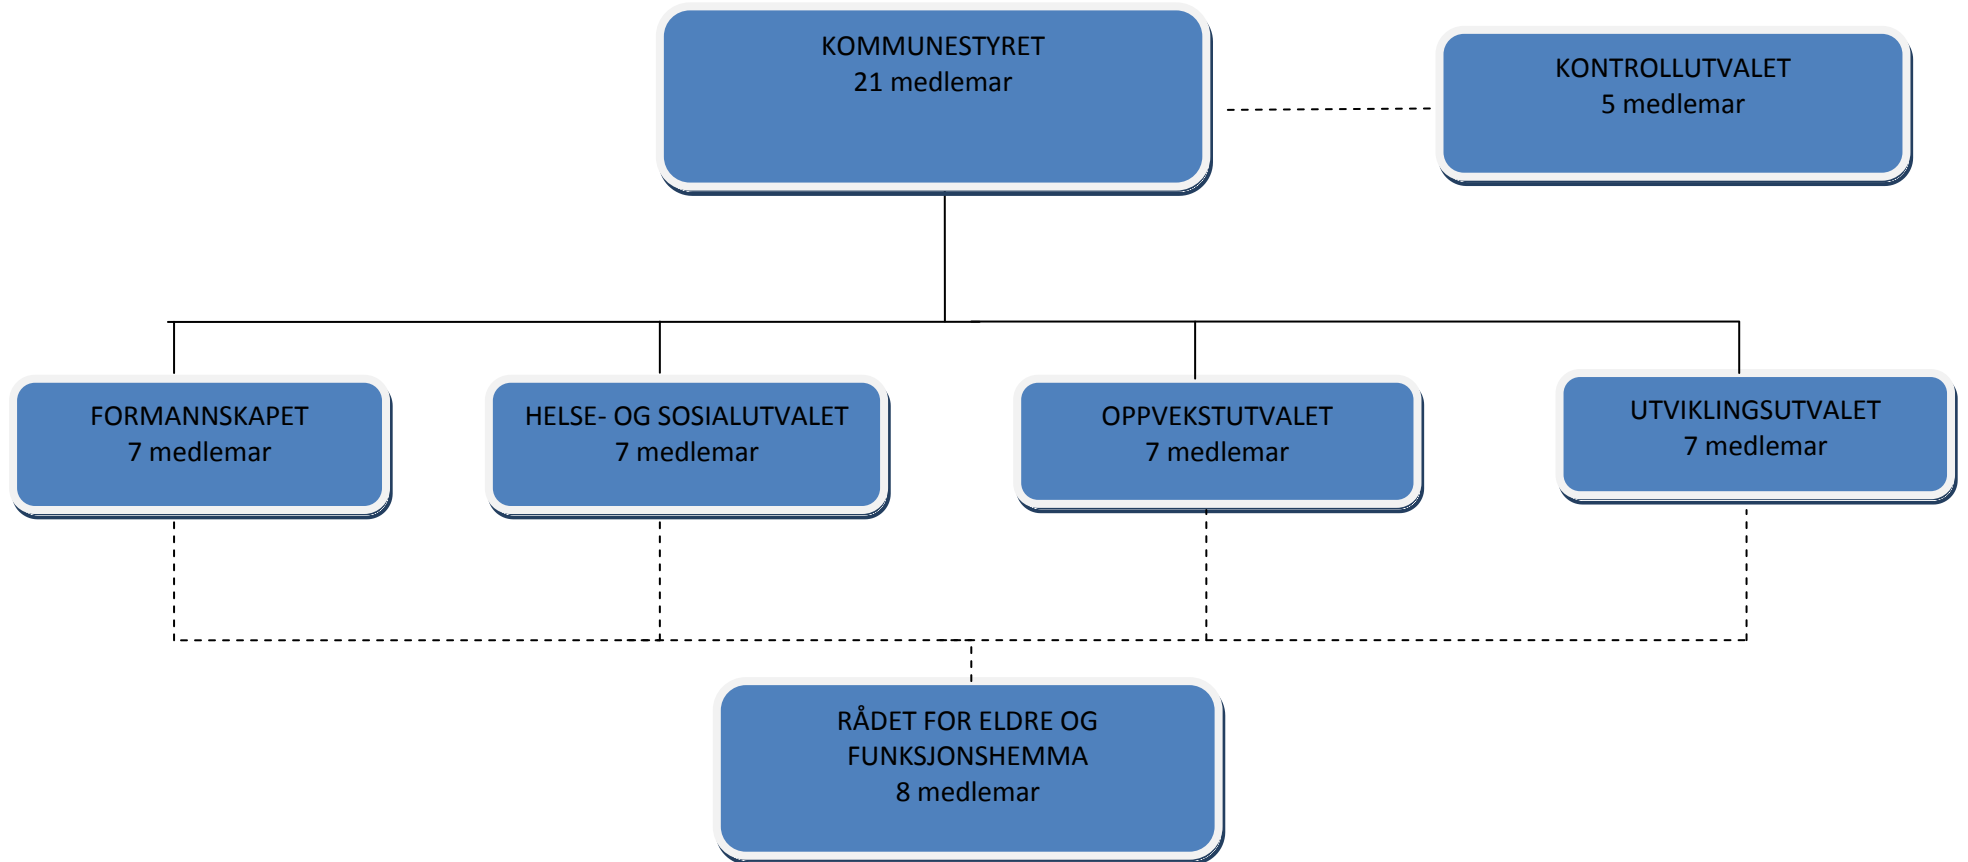 KOMMUNESTYRET
21 medlemar
KONTROLLUTVALET
5 medlemar
FORMANNSKAPET
7 medlemar
HELSE- OG SOSIALUTVALET
7 medlemar
OPPVEKSTUTVALET
7 medlemar
UTVIKLINGSUTVALET
7 medlemar
RÅDET FOR ELDRE OG
FUNKSJONSHEMMA
8 medlemar